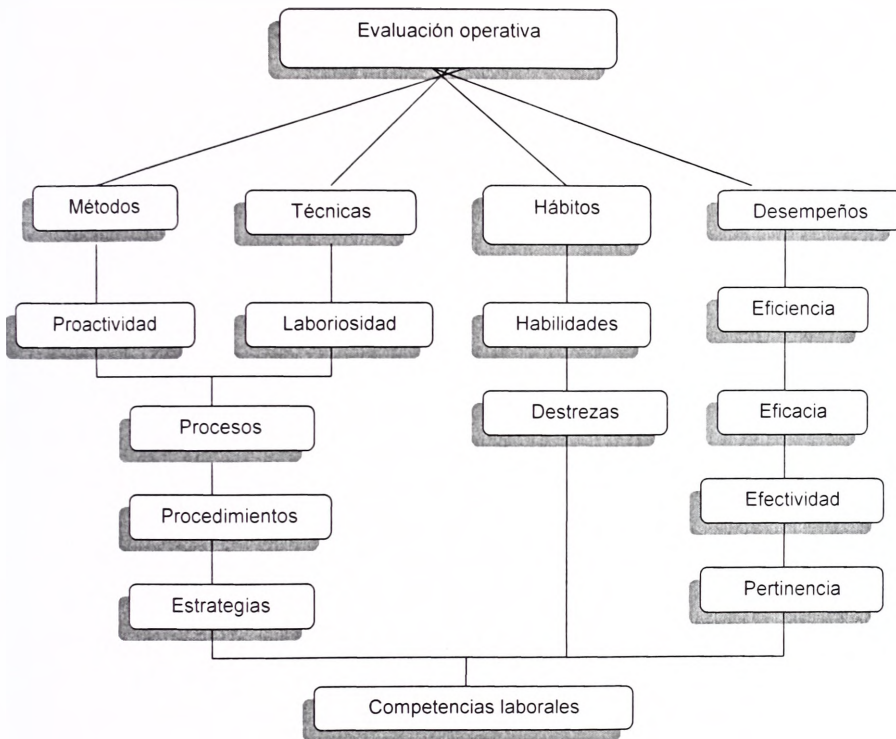 Evaluación operativa
Métodos
Técnicas
Hábitos
Desempeños
Proactividad
Laboriosidad
Habilidades
Eficiencia
Procesos
Destrezas
Eficacia
Procedimientos
Efectividad
Estrategias
Pertinencia
Competencias laborales